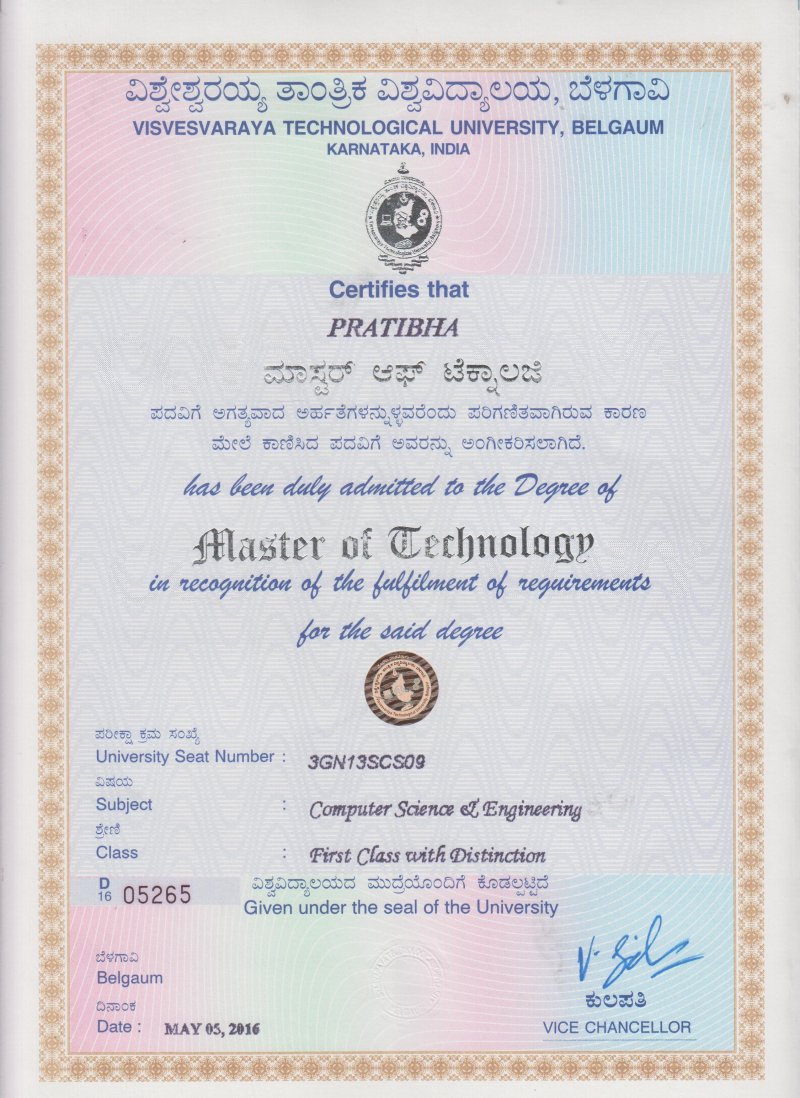 ವಿಶ್ವೇಶ್ವರಯ್ಯ ತಾಂತ್ರಿಕ ವಿಶ್ವವಿದ್ಯಾಲಯ, ಬೆಳಗಾವಿ
VISVESVARAYA TECHNOLOGICAL UNIVERSITY, BELGAUM
KARNATAKA, INDIA
Certifies that
PRATIBHA
ಮಾಸ್ಟರ್ ಆಫ್ ಟೆಕ್ನಾಲಜಿ
ಪದವಿಗೆ ಅಗತ್ಯವಾದ ಅರ್ಹತೆಗಳನ್ನುಳ್ಳವರೆಂದು ಪರಿಗಣಿತವಾಗಿರುವ ಕಾರಣ
ಮೇಲೆ ಕಾಣಿಸಿದ ಪದವಿಗೆ ಅವರನ್ನು ಅಂಗೀಕರಿಸಲಾಗಿದೆ.
has been duly admitted to the Degree of
Master of Technology
in recognition of the fulfilment of requirements
for the said degree
ಪರೀಕ್ಷಾ ಕ್ರಮ ಸಂಖ್ಯೆ
University Seat Number : 3GN13SCS09
ವಿಷಯ
Subject : Computer Science & Engineering
ಶ್ರೇಣಿ
Class : First Class with Distinction
D 16 05265
ವಿಶ್ವವಿದ್ಯಾಲಯದ ಮುದ್ರೆಯೊಂದಿಗೆ ಕೊಡಲ್ಪಟ್ಟಿದೆ
Given under the seal of the University
ಬೆಳಗಾವಿ
Belgaum
ದಿನಾಂಕ
Date : MAY 05, 2016
ಕುಲಪತಿ
VICE CHANCELLOR